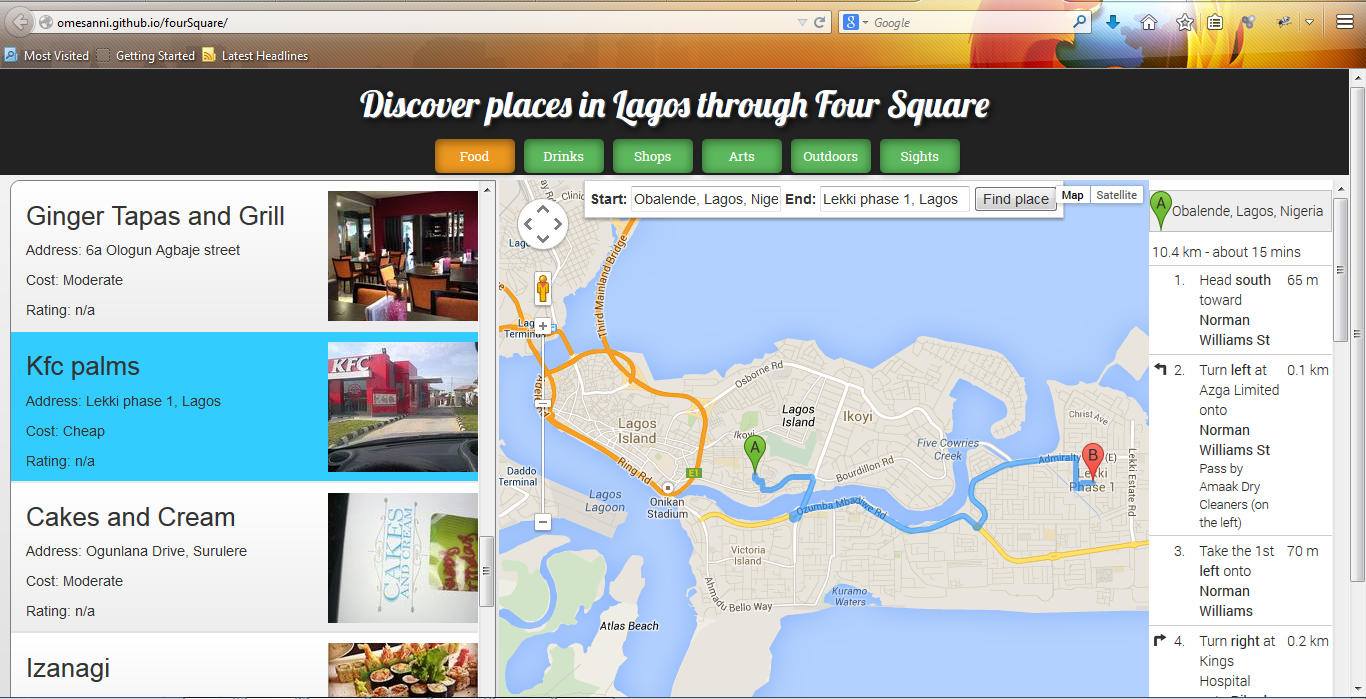 omesanni.github.io/fourSquare/
Google
Most Visited
Getting Started
Latest Headlines
Discover places in Lagos through Four Square
Food
Drinks
Shops
Arts
Outdoors
Sights
Ginger Tapas and Grill
Address: 6a Ologun Agbaje street
Cost: Moderate
Rating: n/a
Kfc palms
Address: Lekki phase 1, Lagos
Cost: Cheap
Rating: n/a
KFC
Cakes and Cream
Address: Ogunlana Drive, Surulere
Cost: Moderate
Rating: n/a
CAKES
AND CREAM
Izanagi
Start: Obalende, Lagos, Nige End: Lekki phase 1, Lagos Find place
Map
Satellite
Clinic
Third Mainland Bridge
Terminal
Osborne Rd
Lagos
Island
Ikoyi
Lagos
Island
Ikoyi
Christ Ave
Five Cowries
Creek
Bourdillon Rd
Admiralty
(E)
Lekki
Phase 1
Lekki Estate Rd
A
B
Ring Rd
E1
Daddo
Terminal
Lagos
Lagoon
Onikan
Stadium
Ozumba Mbadiwe Rd
Victoria
Island
Ahmadu Bello Way
Kuramo
Waters
Atlas Beach
A
Obalende, Lagos, Nigeria
10.4 km - about 15 mins
1. Head south 65 m
toward
Norman
Williams St
2. Turn left at 0.1 km
Azga Limited
onto
Norman
Williams St
Pass by
Amaak Dry
Cleaners (on
the left)
3. Take the 1st 70 m
left onto
Norman
Williams
4. Turn right at 0.2 km
Kings
Hospital